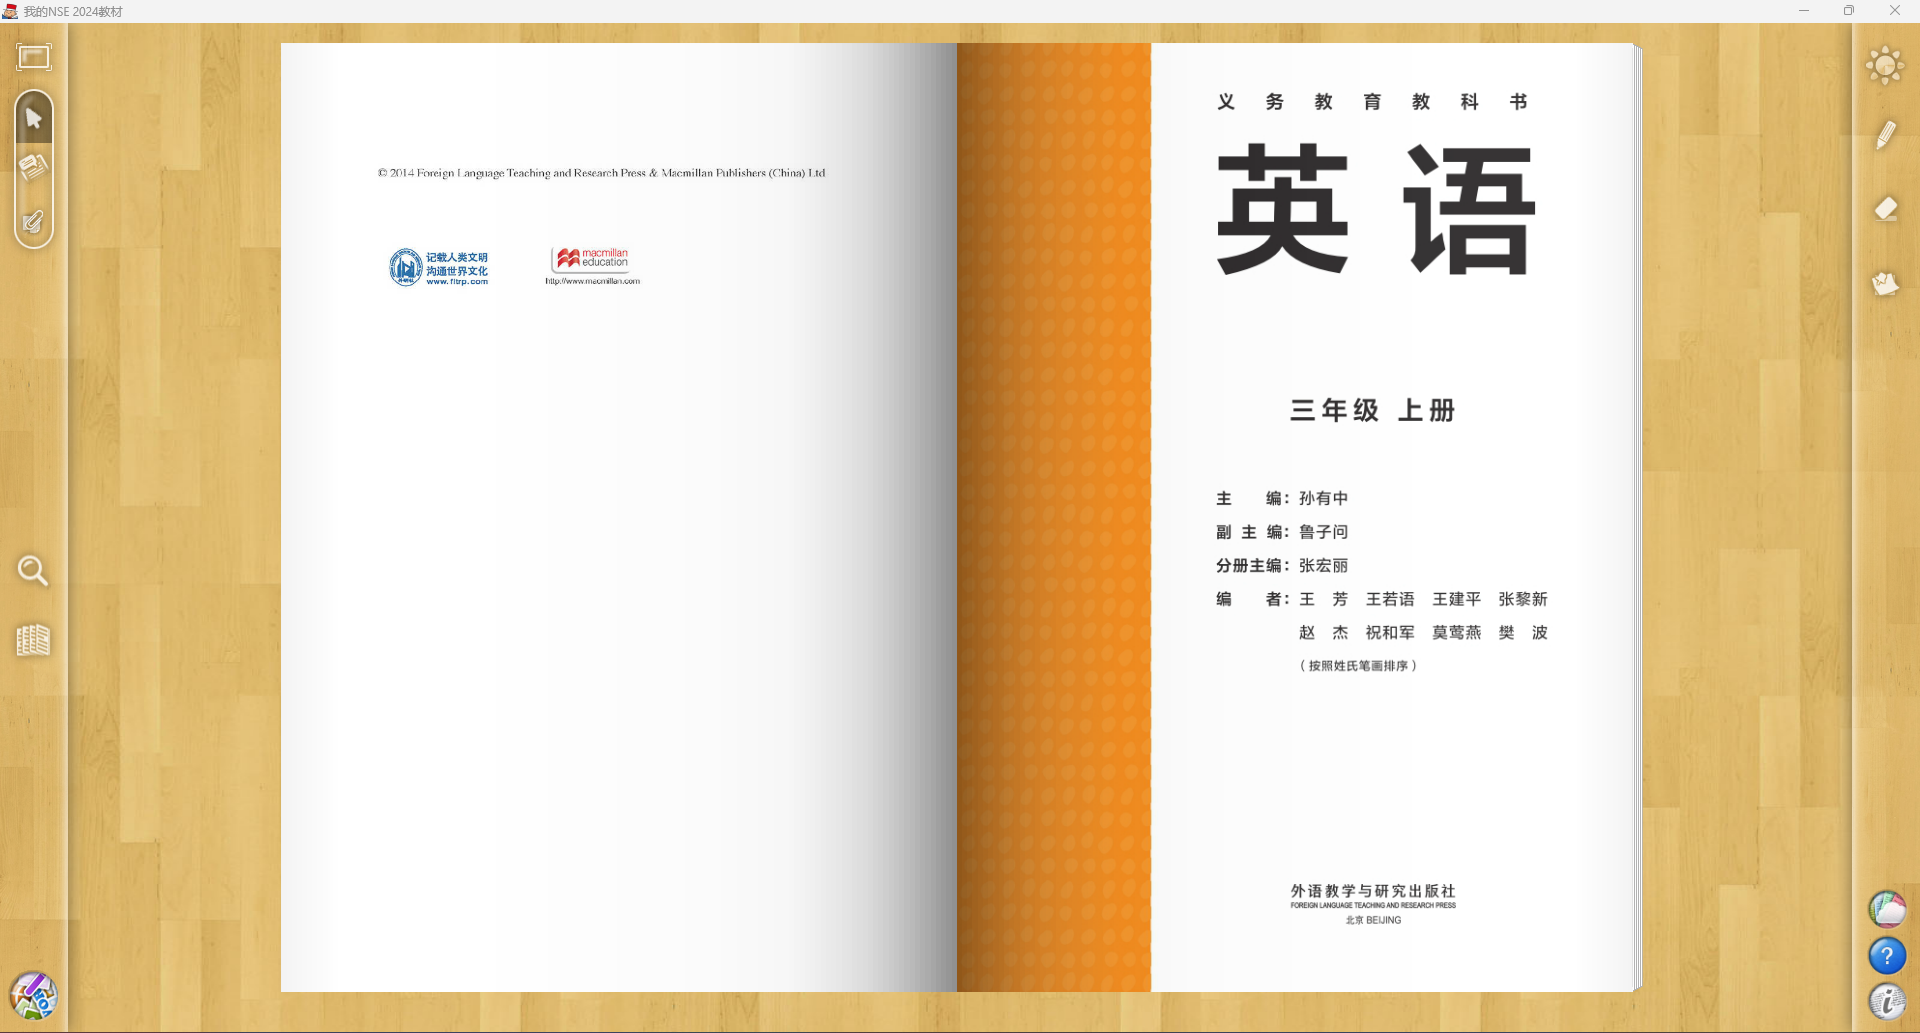 我的NSE 2024教材
© 2014 Foreign Language Teaching and Research Press & Macmillan Publishers (China) Ltd
记载人类文明
沟通世界文化
www.fltrp.com
macmillan
education
http://www.macmillan.com
义务教育教科书
英语
三年级 上册
主 编：孙有中
副主编：鲁子问
分册主编：张宏丽
编 者：王 芳 王若语 王建平 张黎新
赵 杰 祝和军 莫莺燕 樊 波
（按照姓氏笔画排序）
外语教学与研究出版社
FOREIGN LANGUAGE TEACHING AND RESEARCH PRESS
北京 BEIJING